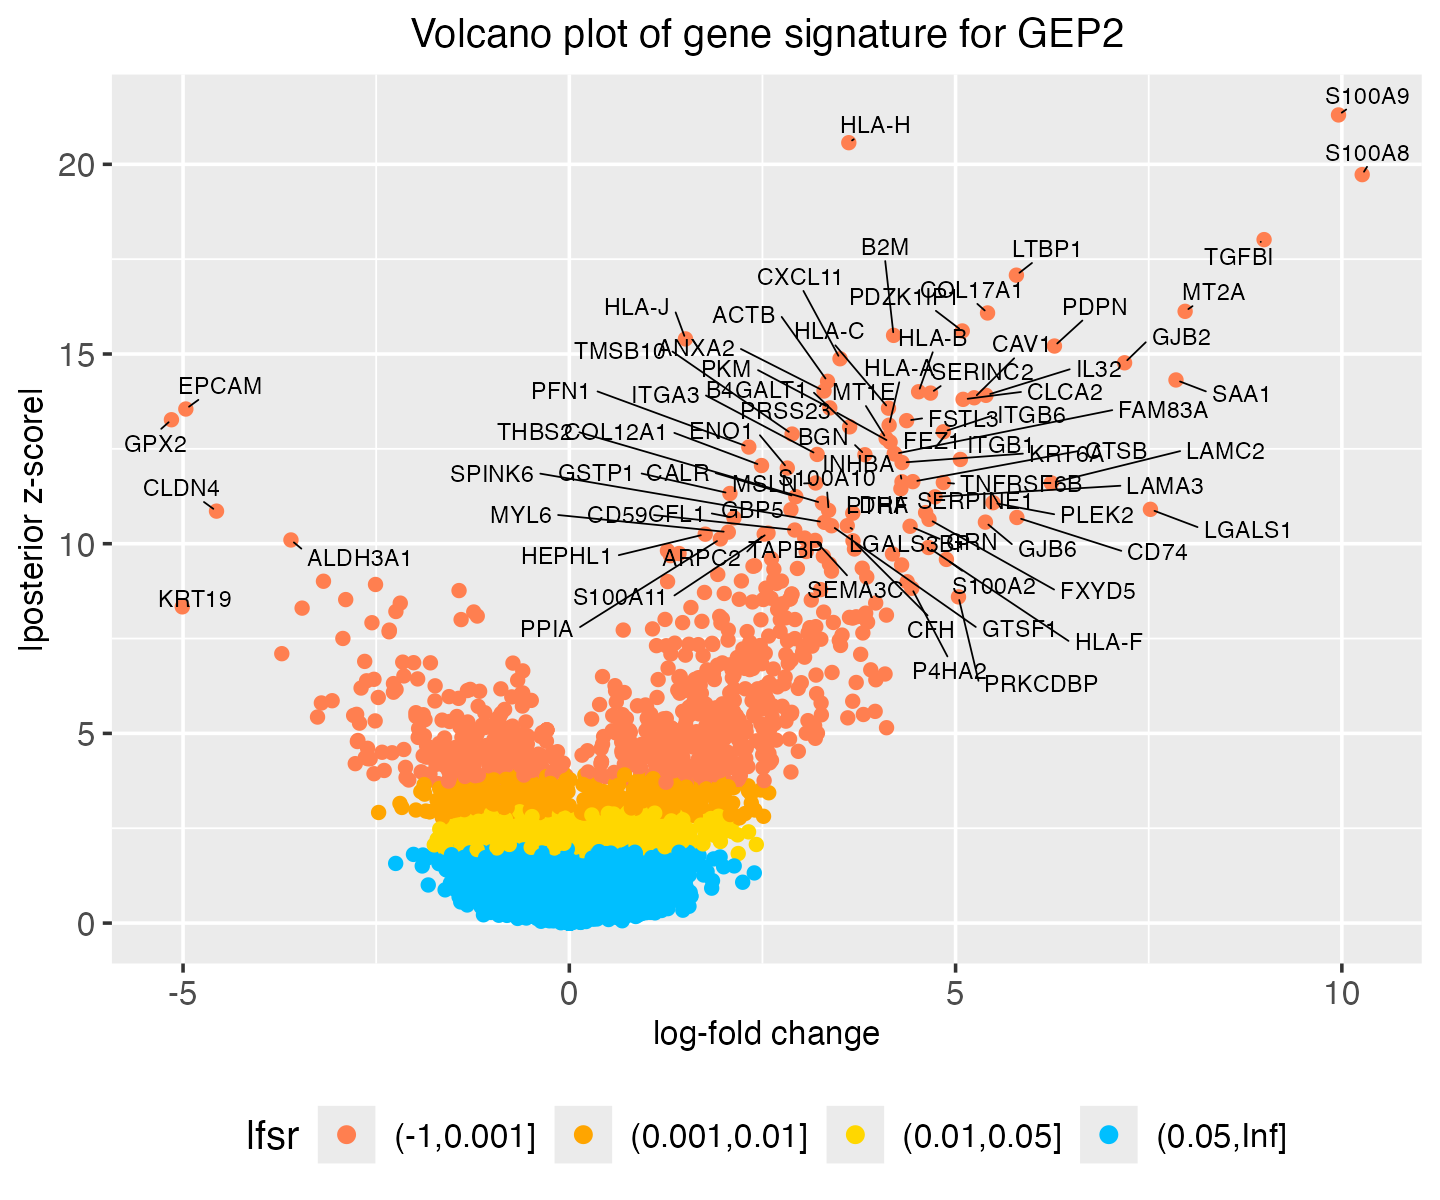 Volcano plot of gene signature for GEP2
S100A9
HLA-H
S100A8
B2M
LTBP1
TGFBI
CXCL11
COL17A1
PDZK1IP1
MT2A
HLA-J
ACTB
PDPN
HLA-C
HLA-B
GJB2
TMSB10
ANXA2
CAV1
PKM
HLA-A
SERINC2
IL32
EPCAM
PFN1
ITGA3
B4GALT1
MT1E
CLCA2
SAA1
PRSS23
FSTL3
ITGB6
FAM83A
GPX2
THBS2
COL12A1
ENO1
BGN
FEZ1
ITGB1
KRT6A
CTSB
LAMC2
SPINK6
GSTP1
CALR
INHBA
CLDN4
MSLN
S100A10
TNFRSF6B
LAMA3
MYL6
CD59
CFL1
GBP5
SERPINE1
PLEK2
LGALS1
ALDH3A1
HEPHL1
ARPC2
TAPBP
LGALS3BP
GRN
GJB6
CD74
KRT19
S100A11
SEMA3C
S100A2
FXYD5
PPIA
CFH
GTSF1
HLA-F
P4HA2
PRKCDBP
20
15
10
5
0
|posterior z-score|
-5
0
5
10
log-fold change
lfsr
(-1,0.001]
(0.001,0.01]
(0.01,0.05]
(0.05,Inf]